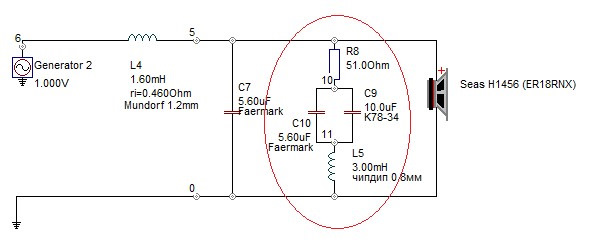 6
Generator 2
1.000V
L4
1.60mH
ri=0.460Ohm
Mundorf 1.2mm
5
C7
5.60uF
Faermark
R8
51.0Ohm
10
C9
10.0uF
K78-34
C10
5.60uF
Faermark
11
L5
3.00mH
чипдип 0.8мм
Seas H1456 (ER18RNX)
0